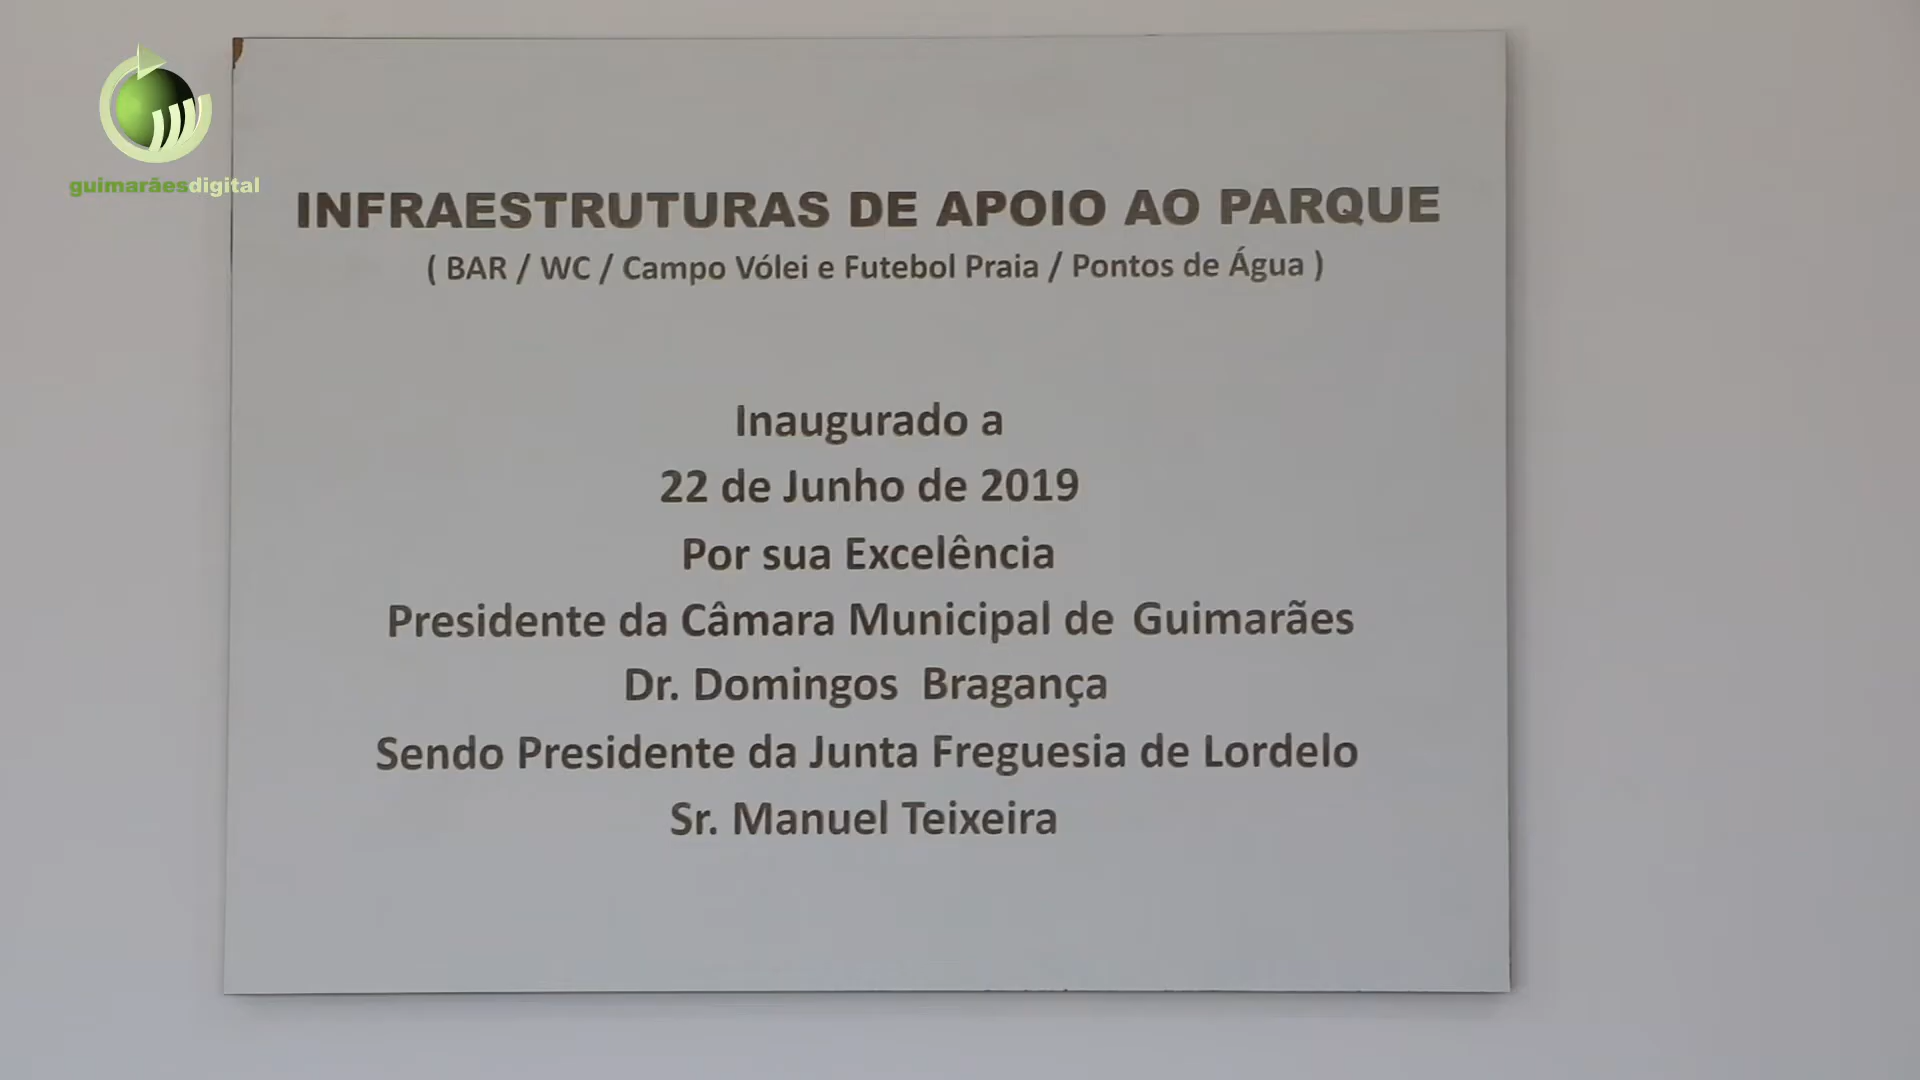 guimarãesdigital
INFRAESTRUTURAS DE APOIO AO PARQUE
( BAR / WC / Campo Vólei e Futebol Praia / Pontos de Água )
Inaugurado a
22 de Junho de 2019
Por sua Excelência
Presidente da Câmara Municipal de Guimarães
Dr. Domingos Bragança
Sendo Presidente da Junta Freguesia de Lordelo
Sr. Manuel Teixeira